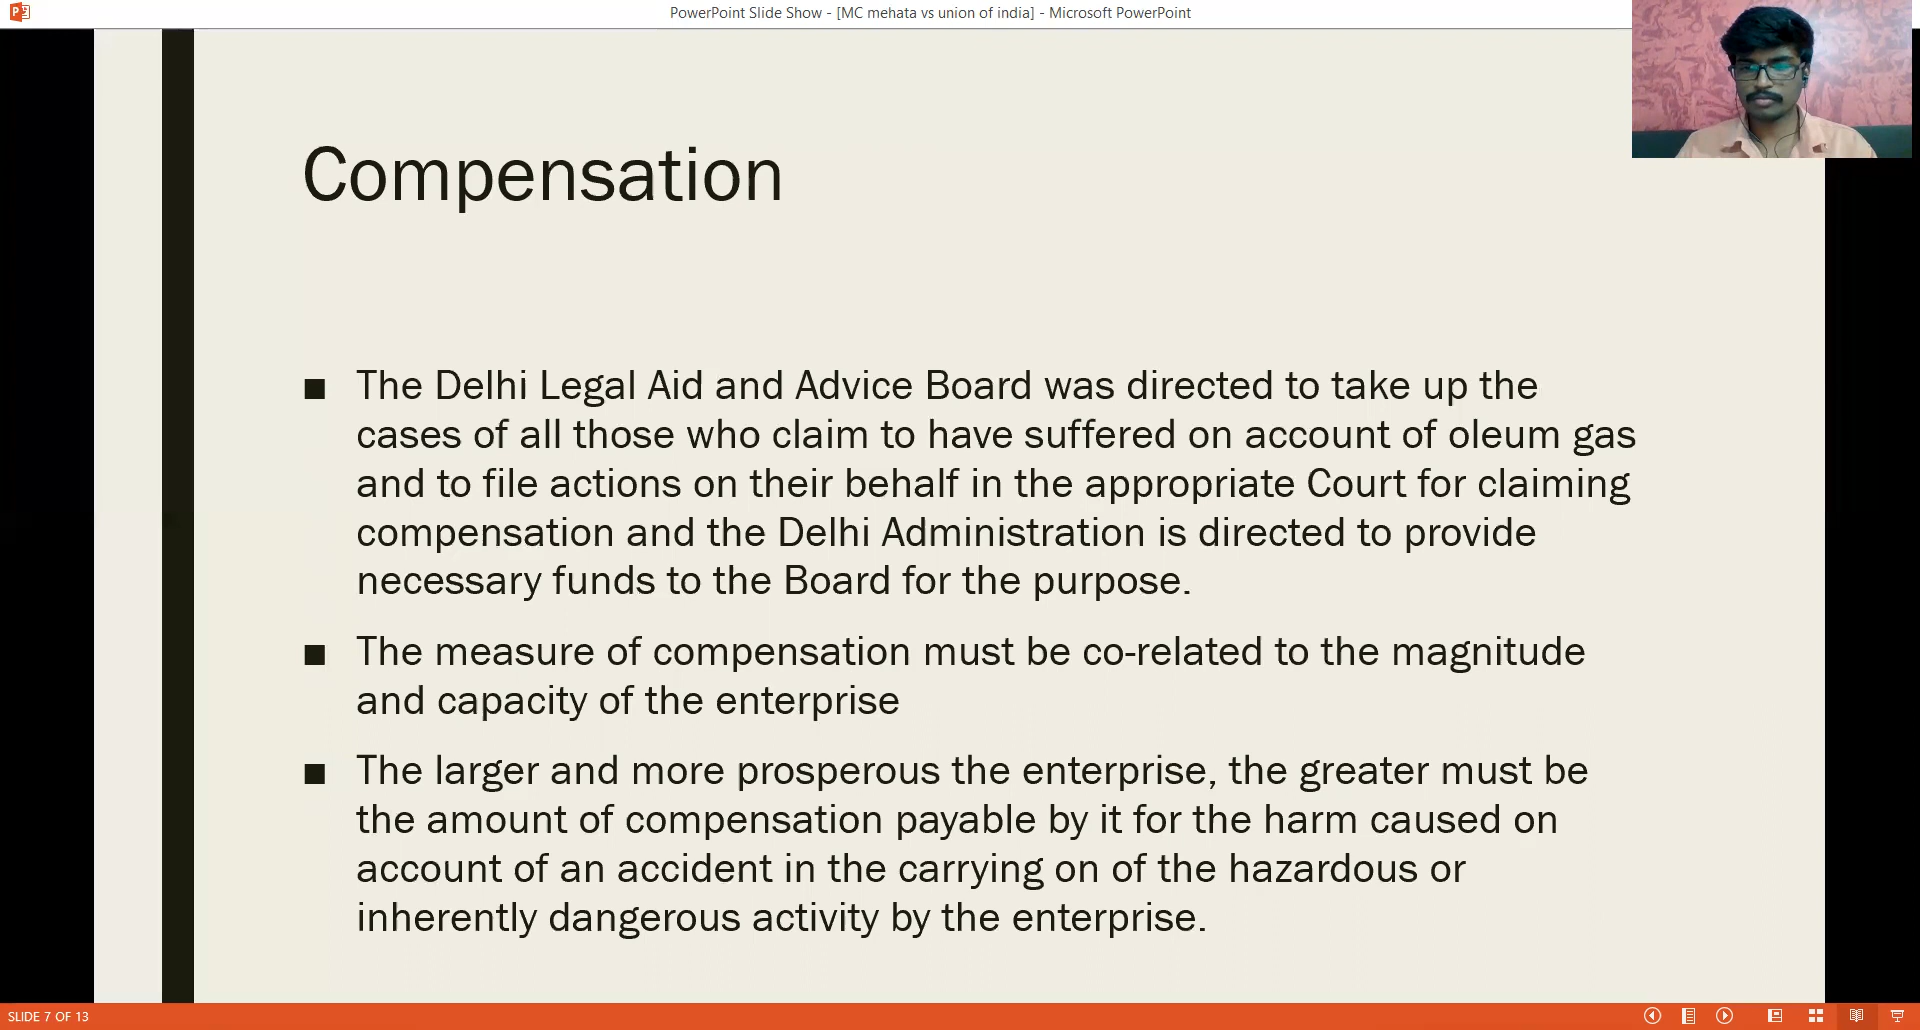 PowerPoint Slide Show - [MC mehata vs union of india] - Microsoft PowerPoint
Compensation
■ The Delhi Legal Aid and Advice Board was directed to take up the
cases of all those who claim to have suffered on account of oleum gas
and to file actions on their behalf in the appropriate Court for claiming
compensation and the Delhi Administration is directed to provide
necessary funds to the Board for the purpose.
■ The measure of compensation must be co-related to the magnitude
and capacity of the enterprise
■ The larger and more prosperous the enterprise, the greater must be
the amount of compensation payable by it for the harm caused on
account of an accident in the carrying on of the hazardous or
inherently dangerous activity by the enterprise.
SLIDE 7 OF 13